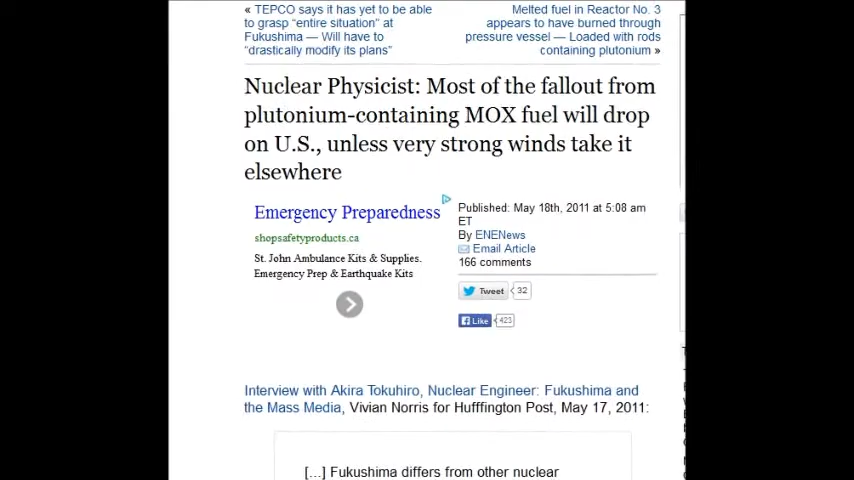 « TEPCO says it has yet to be able
to grasp "entire situation" at
Fukushima — Will have to
"drastically modify its plans"
Melted fuel in Reactor No. 3
appears to have burned through
pressure vessel — Loaded with rods
containing plutonium »
Nuclear Physicist: Most of the fallout from
plutonium-containing MOX fuel will drop
on U.S., unless very strong winds take it
elsewhere
Emergency Preparedness
shopsafetyproducts.ca
St. John Ambulance Kits & Supplies.
Emergency Prep & Earthquake Kits
Published: May 18th, 2011 at 5:08 am
ET
By ENENews
Email Article
166 comments
Tweet 32
Like 423
Interview with Akira Tokuhiro, Nuclear Engineer: Fukushima and
the Mass Media, Vivian Norris for Hufffington Post, May 17, 2011:
[...] Fukushima differs from other nuclear